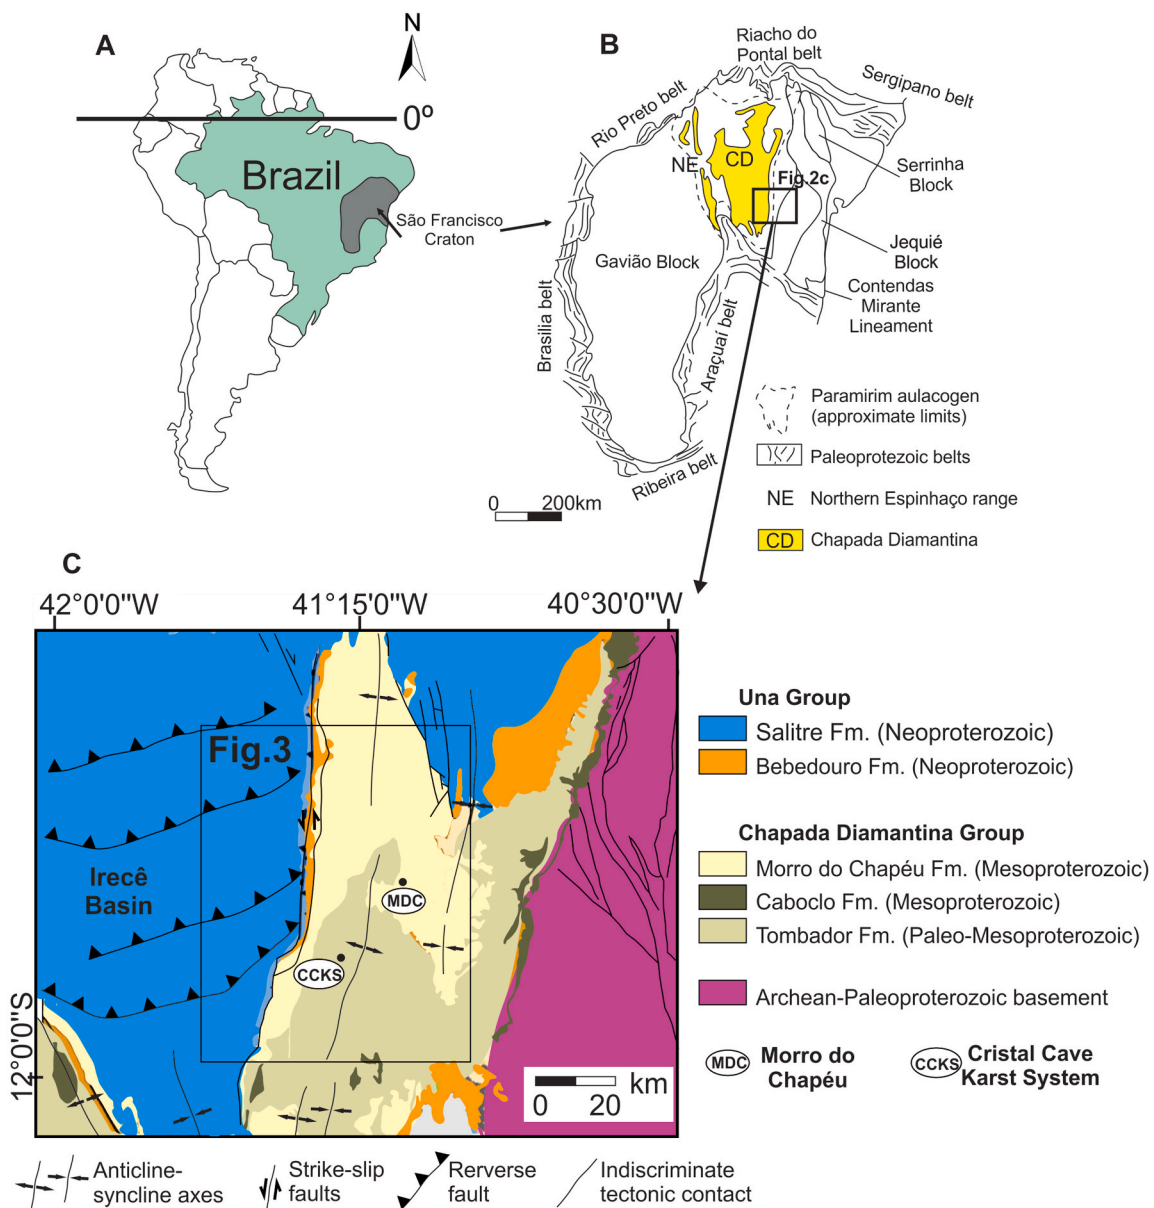 A
N
0º
Brazil
São Francisco
Craton
B
Riacho do
Pontal belt
Sergipano belt
Rio Preto belt
NE
CD
Fig.2c
Serrinha
Block
Gavião Block
Jequié
Block
Contendas
Mirante
Lineament
Brasilia belt
Araçuaí belt
Ribeira belt
0 200km
Paramirim aulacogen
(approximate limits)
Paleoprotezoic belts
NE Northern Espinhaço range
CD Chapada Diamantina
C
42°0'0"W 41°15'0"W 40°30'0"W
12°0'0"S
Fig.3
Irecê
Basin
MDC
CCKS
km
0 20
Una Group
Salitre Fm. (Neoproterozoic)
Bebedouro Fm. (Neoproterozoic)
Chapada Diamantina Group
Morro do Chapéu Fm. (Mesoproterozoic)
Caboclo Fm. (Mesoproterozoic)
Tombador Fm. (Paleo-Mesoproterozoic)
Archean-Paleoproterozoic basement
MDC Morro do
Chapéu
CCKS Cristal Cave
Karst System
Anticline-
syncline axes
Strike-slip
faults
Rerverse
fault
Indiscriminate
tectonic contact